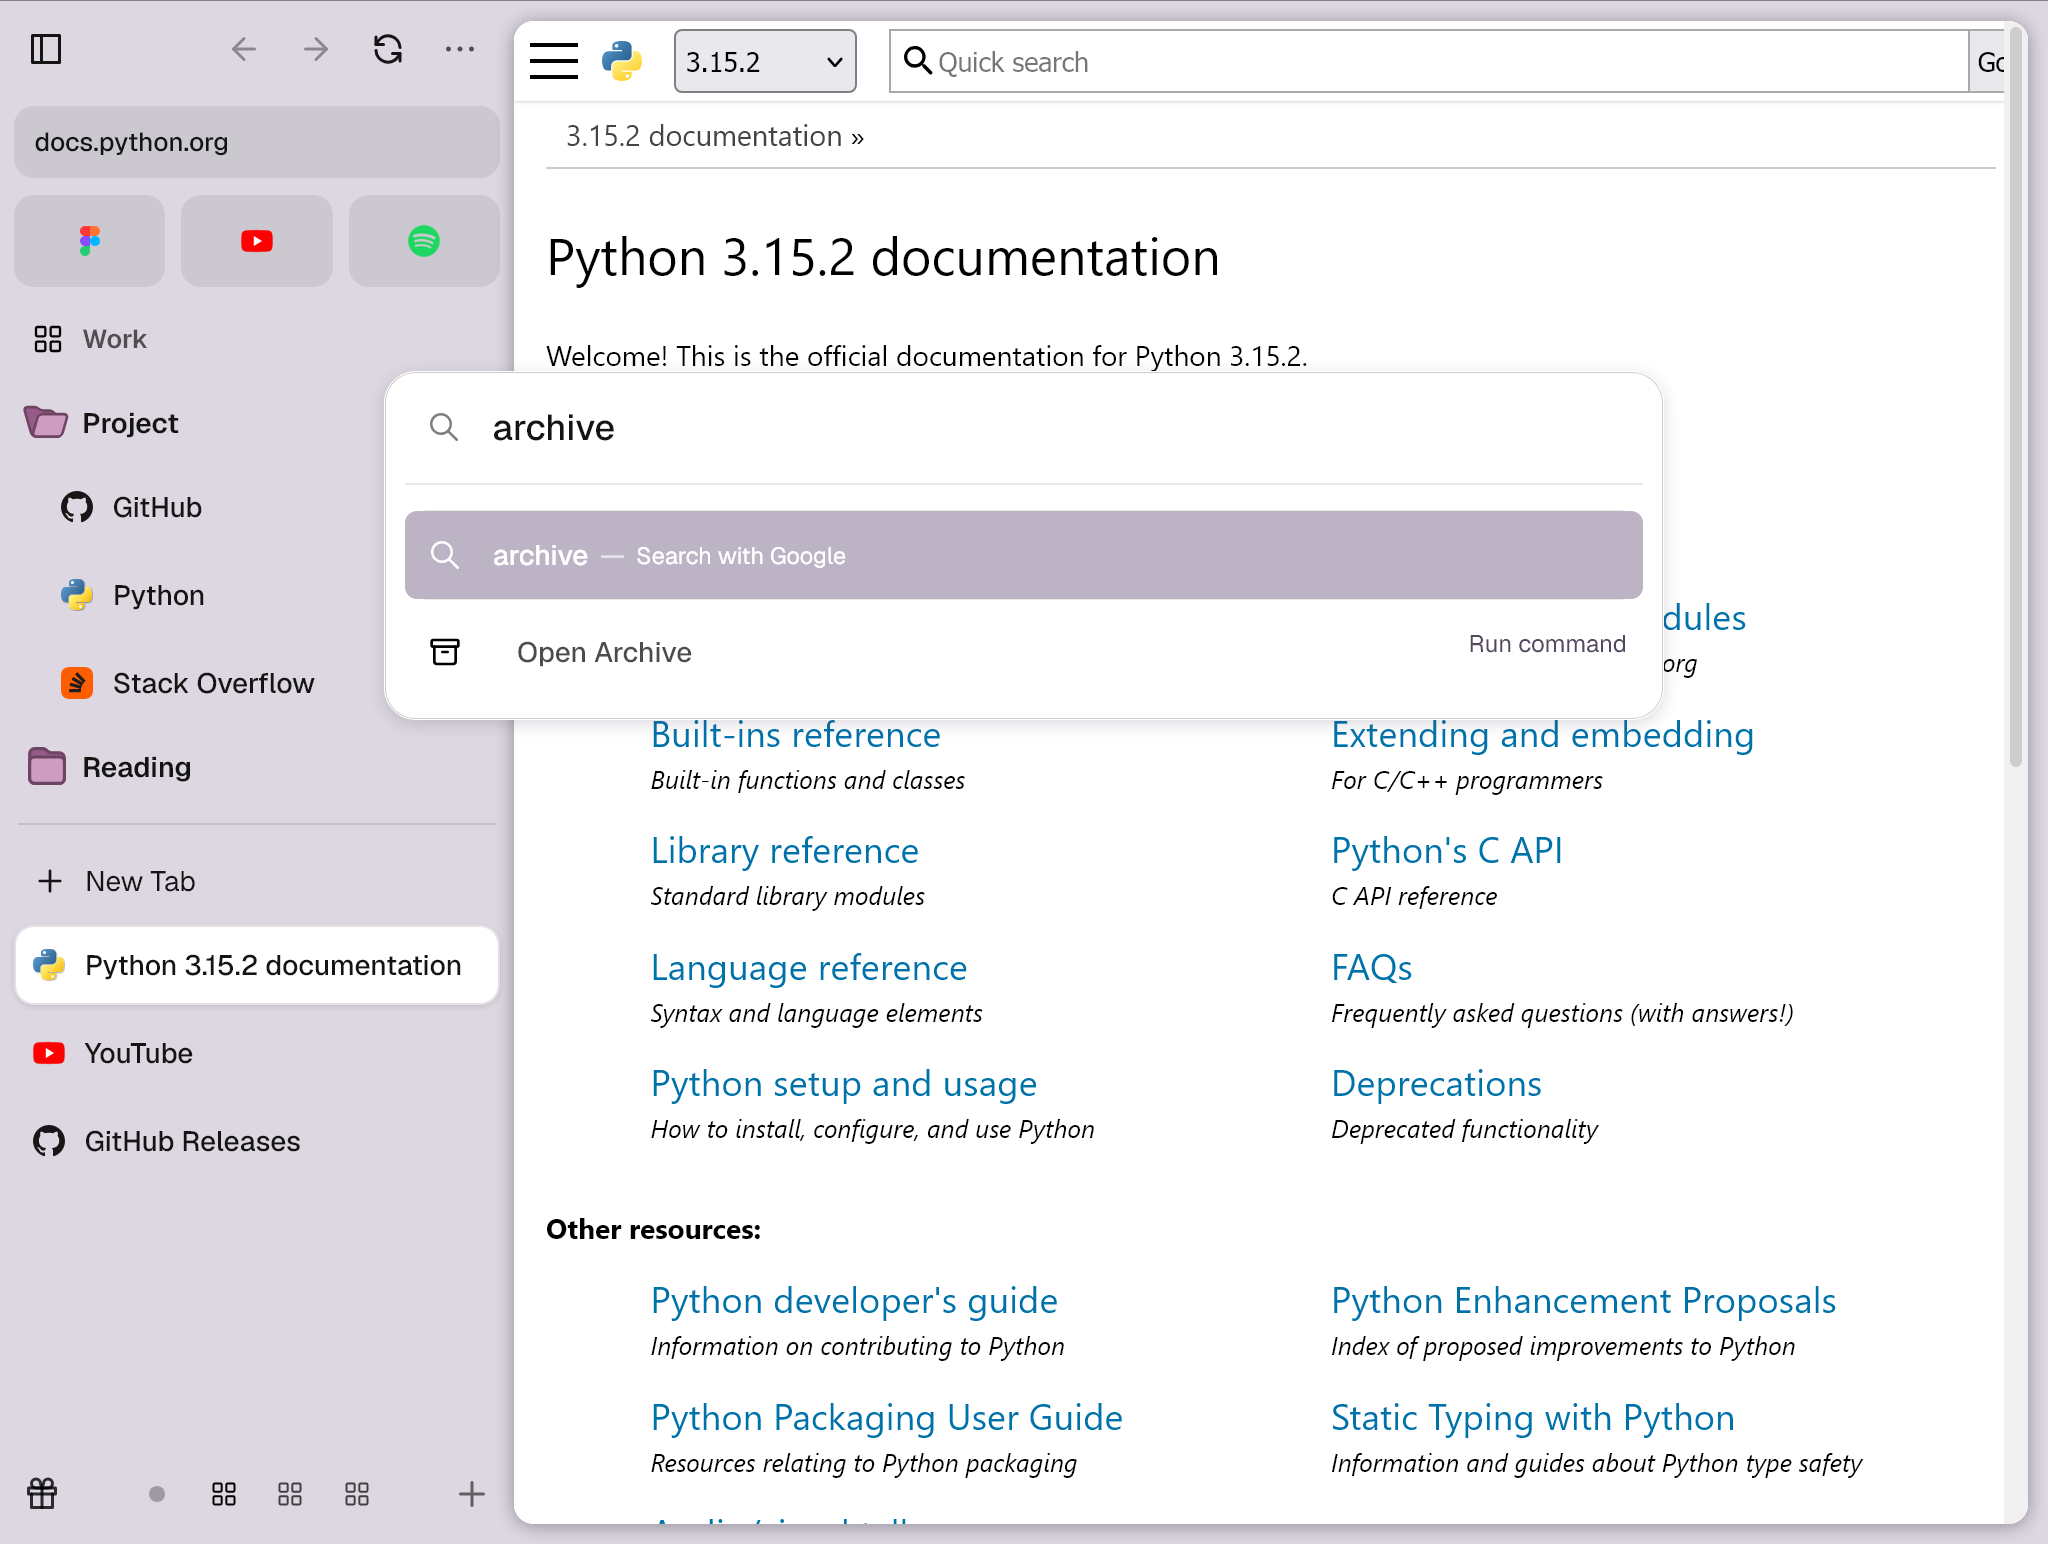 docs.python.org
Work
Project
GitHub
Python
Stack Overflow
Reading
New Tab
Python 3.15.2 documentation
YouTube
GitHub Releases
3.15.2
Quick search
3.15.2 documentation »
Python 3.15.2 documentation
Welcome! This is the official documentation for Python 3.15.2.
archive
archive — Search with Google
Open Archive
Run command
Built-ins reference
Built-in functions and classes
Extending and embedding
For C/C++ programmers
Library reference
Standard library modules
Python's C API
C API reference
Language reference
Syntax and language elements
FAQs
Frequently asked questions (with answers!)
Python setup and usage
How to install, configure, and use Python
Deprecations
Deprecated functionality
Other resources:
Python developer's guide
Information on contributing to Python
Python Enhancement Proposals
Index of proposed improvements to Python
Python Packaging User Guide
Resources relating to Python packaging
Static Typing with Python
Information and guides about Python type safety